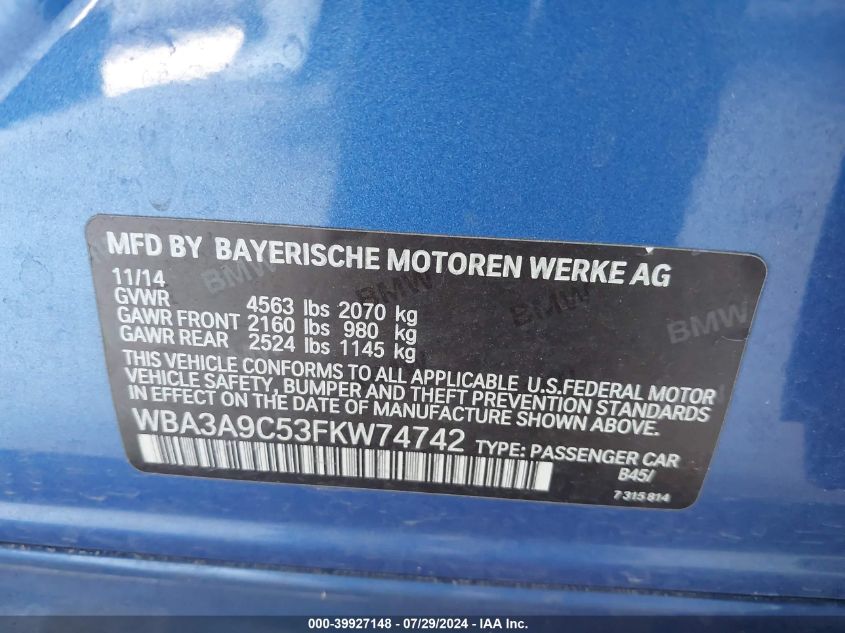 MFD BY BAYERISCHE MOTOREN WERKE AG
11/14
GVWR 4563 lbs 2070 kg
GAWR FRONT 2160 lbs 980 kg
GAWR REAR 2524 lbs 1145 kg
THIS VEHICLE CONFORMS TO ALL APPLICABLE U.S.FEDERAL MOTOR
VEHICLE SAFETY, BUMPER AND THEFT PREVENTION STANDARDS
IN EFFECT ON THE DATE OF MANUFACTURE SHOWN ABOVE.
WBA3A9C53FKW74742 TYPE: PASSENGER CAR
B45/
7 315 814
BMW
BMW
BMW
000-39927148 - 07/29/2024 - IAA Inc.